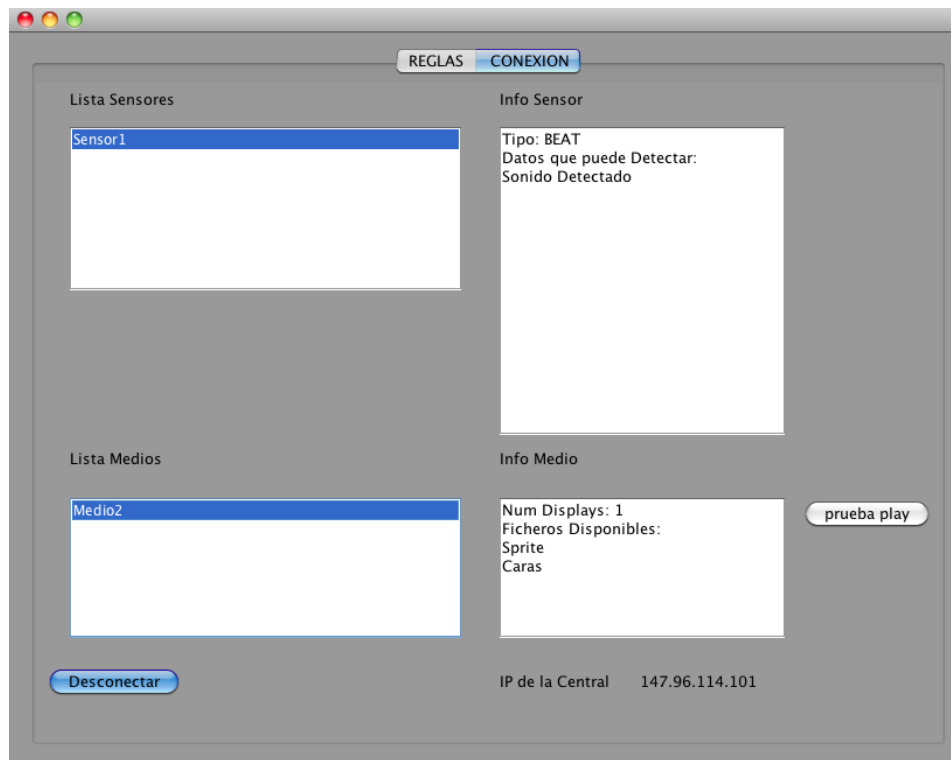 REGLAS CONEXION
Lista Sensores
Sensor1
Info Sensor
Tipo: BEAT
Datos que puede Detectar:
Sonido Detectado
Lista Medios
Medio2
Info Medio
Num Displays: 1
Ficheros Disponibles:
Sprite
Caras
prueba play
Desconectar
IP de la Central 147.96.114.101